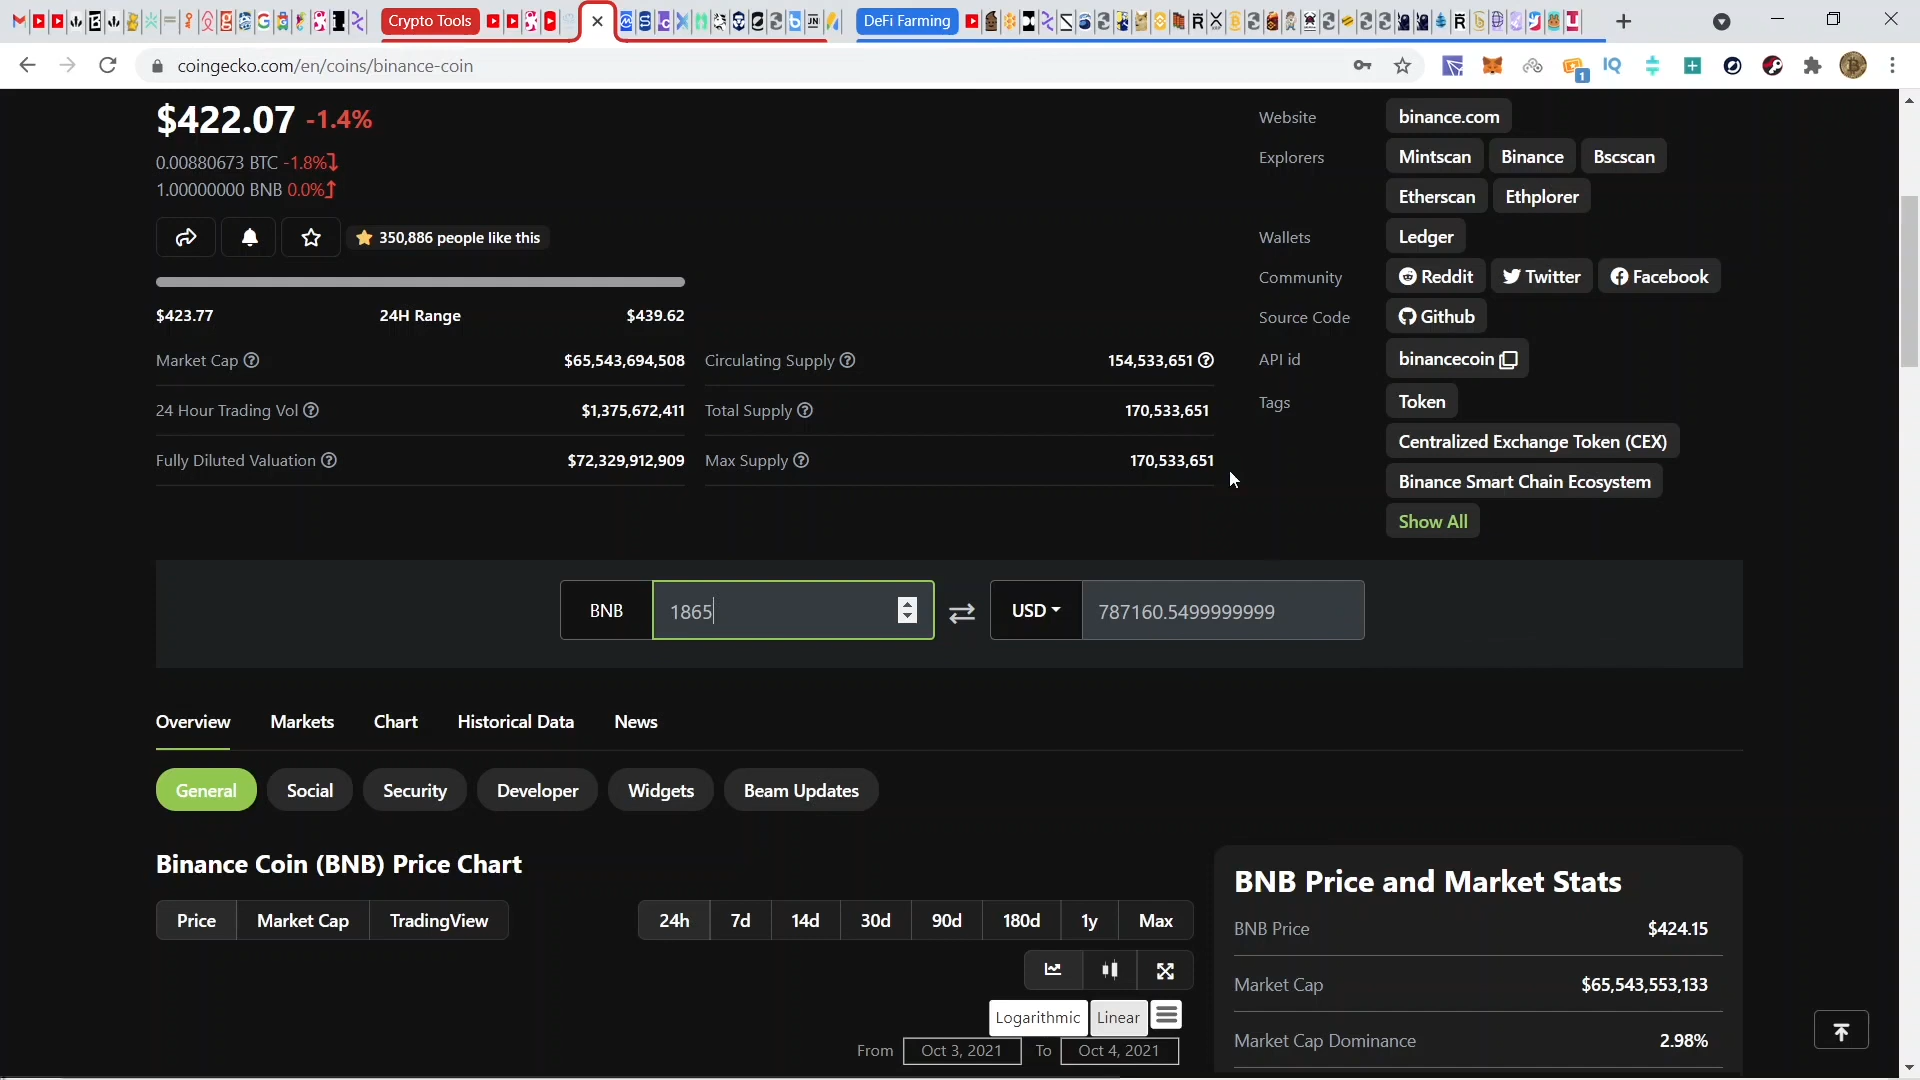 Crypto Tools
DeFi Farming
coingecko.com/en/coins/binance-coin
1
$422.07 -1.4%
0.00880673 BTC -1.8%
1.00000000 BNB 0.0%
350,886 people like this
$423.77 24H Range $439.62
Market Cap $65,543,694,508
24 Hour Trading Vol $1,375,672,411
Fully Diluted Valuation $72,329,912,909
Circulating Supply 154,533,651
Total Supply 170,533,651
Max Supply 170,533,651
Website binance.com
Explorers Mintscan Binance Bscscan
Etherscan Ethplorer
Wallets Ledger
Community Reddit Twitter Facebook
Source Code Github
API id binancecoin
Tags Token
Centralized Exchange Token (CEX)
Binance Smart Chain Ecosystem
Show All
BNB 1865 USD 787160.5499999999
Overview Markets Chart Historical Data News
General Social Security Developer Widgets Beam Updates
Binance Coin (BNB) Price Chart
Price Market Cap TradingView
24h 7d 14d 30d 90d 180d 1y Max
Logarithmic Linear
From Oct 3, 2021 To Oct 4, 2021
BNB Price and Market Stats
BNB Price $424.15
Market Cap $65,543,553,133
Market Cap Dominance 2.98%